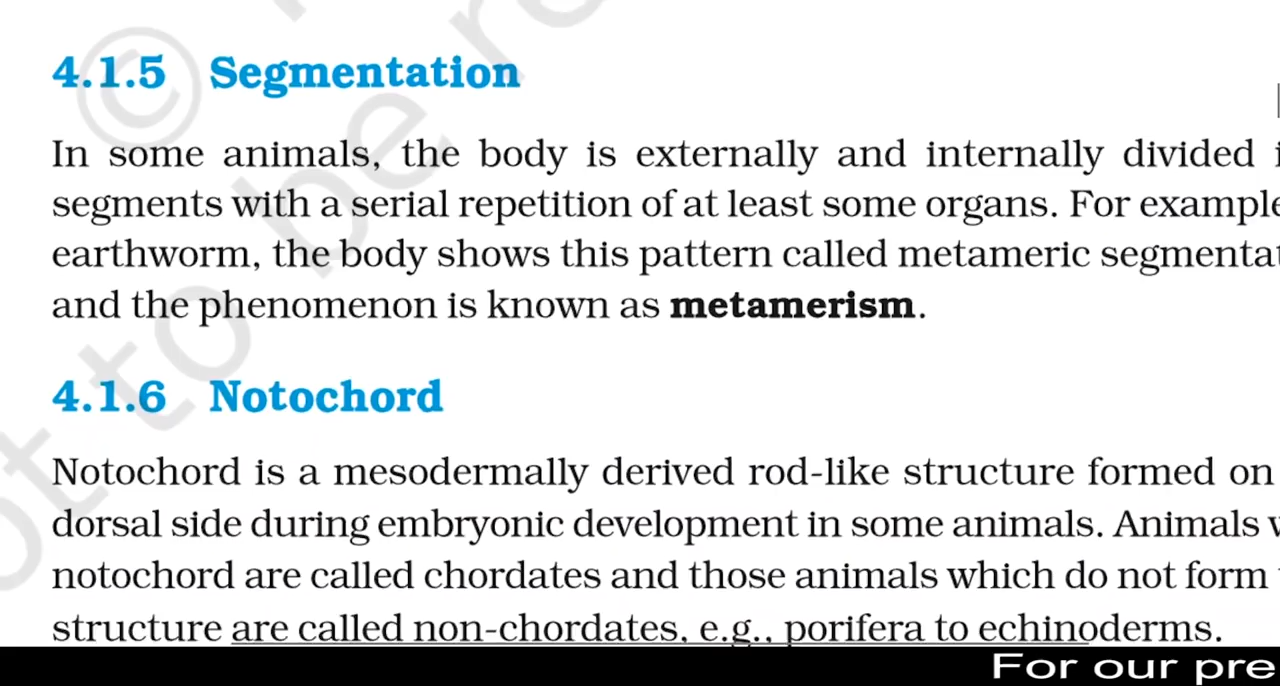 4.1.5 Segmentation
In some animals, the body is externally and internally divided
segments with a serial repetition of at least some organs. For example
earthworm, the body shows this pattern called metameric
and the phenomenon is known as metamerism.
4.1.6 Notochord
Notochord is a mesodermally derived rod-like structure formed on
dorsal side during embryonic development in some animals. Animals
notochord are called chordates and those animals which do not form
structure are called non-chordates, e.g., porifera to echinoderms.
For our pre